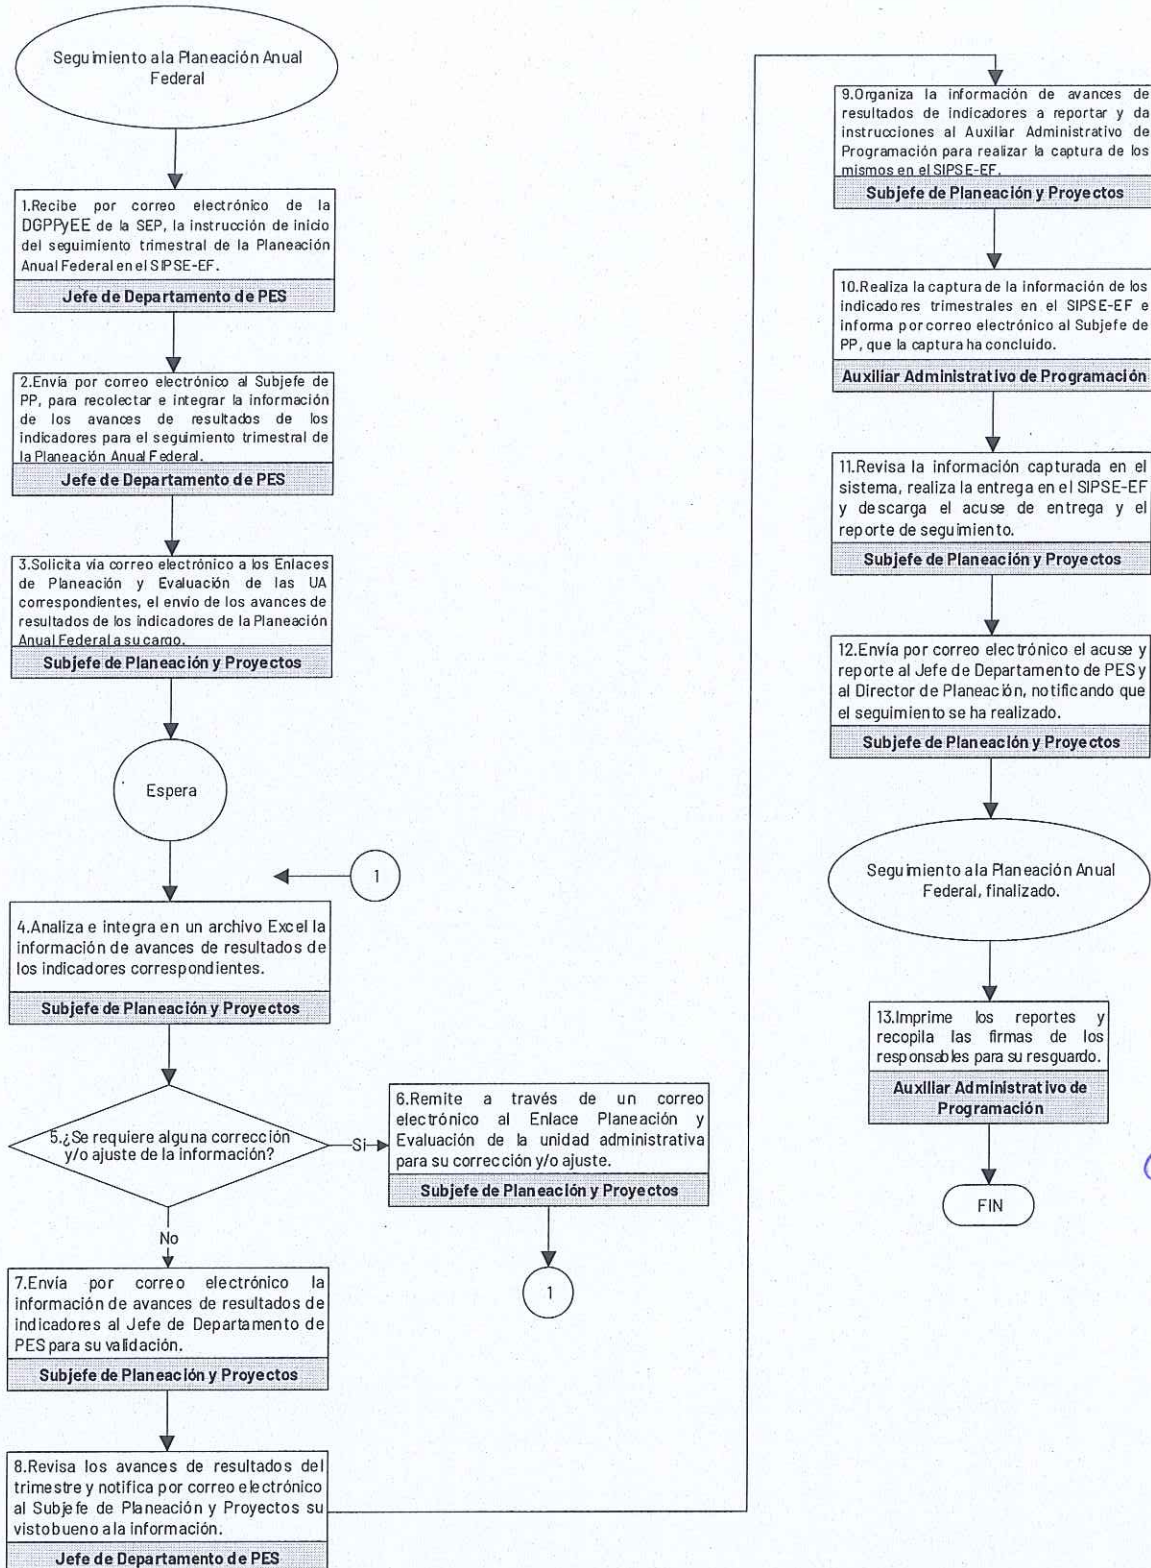 Seguimiento a la Planeación Anual
Federal
1.Recibe por correo electrónico de la
DGPPyEE de la SEP, la instrucción de inicio
del seguimiento trimestral de la Planeación
Anual Federal en el SIPSE-EF.
Jefe de Departamento de PES
2.Envía por correo electrónico al Subjefe de
PP, para recolectar e integrar la información
de los avances de resultados de los
indicadores para el seguimiento trimestral de
la Planeación Anual Federal.
Jefe de Departamento de PES
3.Solicita vía correo electrónico a los Enlaces
de Planeación y Evaluación de las UA
correspondientes, el envío de los avances de
resultados de los indicadores de la Planeación
Anual Federal a su cargo.
Subjefe de Planeación y Proyectos
Espera
1
4.Analiza e integra en un archivo Excel la
información de avances de resultados de
los indicadores correspondientes.
Subjefe de Planeación y Proyectos
5.¿Se requiere alguna corrección
y/o ajuste de la información?
Si
6.Remite a través de un correo
electrónico al Enlace Planeación y
Evaluación de la unidad administrativa
para su corrección y/o ajuste.
Subjefe de Planeación y Proyectos
1
No
7.Envía por correo electrónico la
información de avances de resultados de
indicadores al Jefe de Departamento de
PES para su validación.
Subjefe de Planeación y Proyectos
8.Revisa los avances de resultados del
trimestre y notifica por correo electrónico
al Subjefe de Planeación y Proyectos su
visto bueno a la información.
Jefe de Departamento de PES
9.Organiza la información de avances de
resultados de indicadores a reportar y da
instrucciones al Auxiliar Administrativo de
Programación para realizar la captura de los
mismos en el SIPSE-EF.
Subjefe de Planeación y Proyectos
10.Realiza la captura de la información de los
indicadores trimestrales en el SIPSE-EF e
informa por correo electrónico al Subjefe de
PP, que la captura ha concluido.
Auxiliar Administrativo de Programación
11.Revisa la información capturada en el
sistema, realiza la entrega en el SIPSE-EF
y descarga el acuse de entrega y el
reporte de seguimiento.
Subjefe de Planeación y Proyectos
12.Envía por correo electrónico el acuse y
reporte al Jefe de Departamento de PES y
al Director de Planeación, notificando que
el seguimiento se ha realizado.
Subjefe de Planeación y Proyectos
Seguimiento a la Planeación Anual
Federal, finalizado.
13.Imprime los reportes y
recopila las firmas de los
responsables para su resguardo.
Auxiliar Administrativo de
Programación
FIN